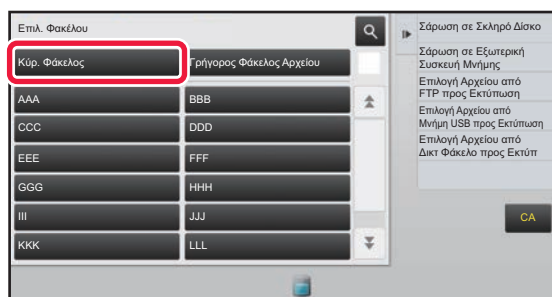 Επιλ. Φακέλου
Κύρ. Φάκελος
Γρήγορος Φάκελος Αρχείου
AAA
BBB
CCC
DDD
EEE
FFF
GGG
HHH
III
JJJ
KKK
LLL
Σάρωση σε Σκληρό Δίσκο
Σάρωση σε Εξωτερική
Συσκευή Μνήμης
Επιλογή Αρχείου από
FTP προς Εκτύπωση
Επιλογή Αρχείου από
Μνήμη USB προς Εκτύπωση
Επιλογή Αρχείου από
Δικτ Φάκελο προς Εκτύπ
CA